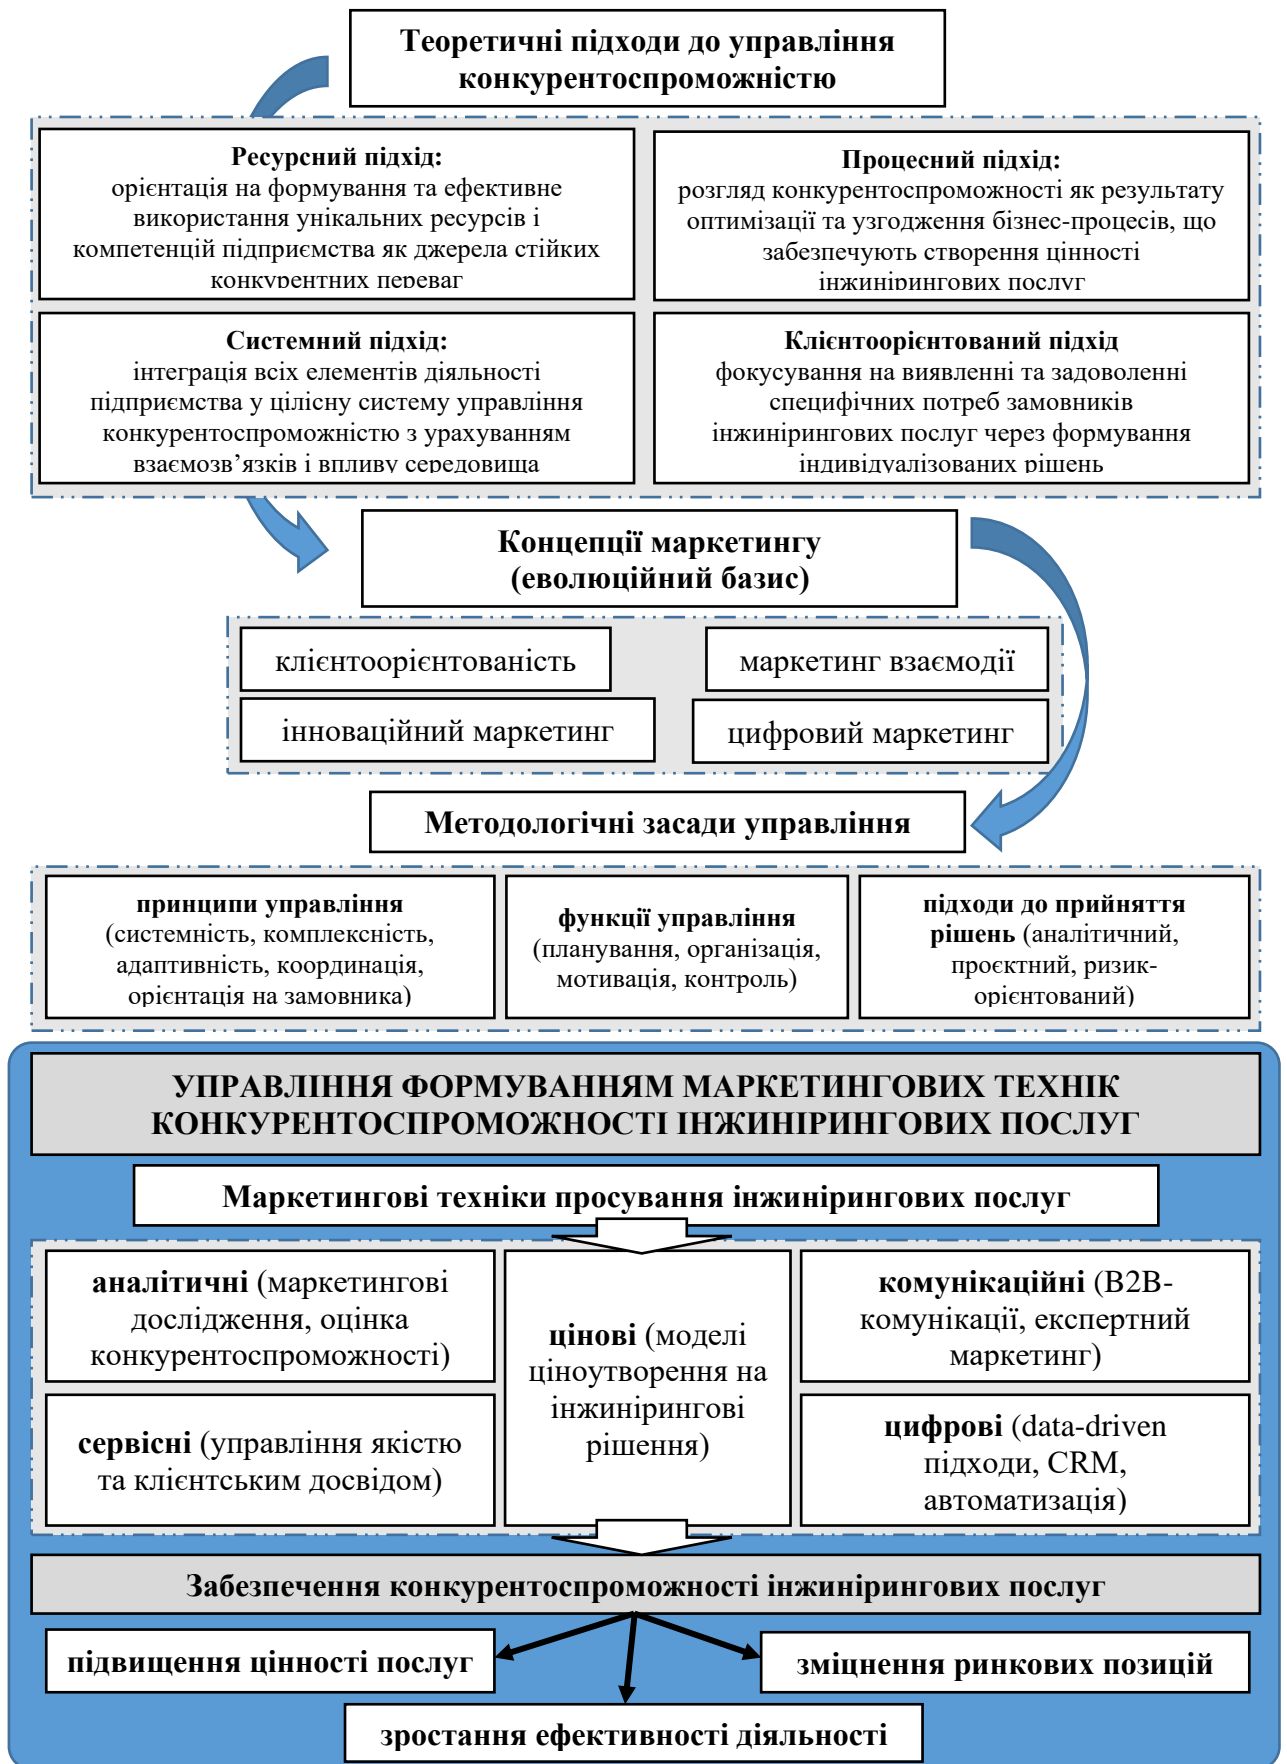 Теоретичні підходи до управління
конкурентоспроможністю
Ресурсний підхід:
орієнтація на формування та ефективне
використання унікальних ресурсів і
компетенцій підприємства як джерела стійких
конкурентних переваг
Процесний підхід:
розгляд конкурентоспроможності як результату
оптимізації та узгодження бізнес-процесів, що
забезпечують створення цінності
інжинірингових послуг
Системний підхід:
інтеграція всіх елементів діяльності
підприємства у цілісну систему управління
конкурентоспроможністю з урахуванням
взаємозв’язків і впливу середовища
Клієнтоорієнтований підхід
фокусування на виявленні та задоволенні
специфічних потреб замовників
інжинірингових послуг через формування
індивідуалізованих рішень
Концепції маркетингу
(еволюційний базис)
клієнтоорієнтованість
маркетинг взаємодії
інноваційний маркетинг
цифровий маркетинг
Методологічні засади управління
принципи управління
(системність, комплексність,
адаптивність, координація,
орієнтація на замовника)
функції управління
(планування, організація,
мотивація, контроль)
підходи до прийняття
рішень (аналітичний,
проєктний, ризик-
орієнтований)
УПРАВЛІННЯ ФОРМУВАННЯМ МАРКЕТИНГОВИХ ТЕХНІК
КОНКУРЕНТОСПРОМОЖНОСТІ ІНЖИНІРИНГОВИХ ПОСЛУГ
Маркетингові техніки просування інжинірингових послуг
аналітичні (маркетингові
дослідження, оцінка
конкурентоспроможності)
сервісні (управління якістю
та клієнтським досвідом)
цінові (моделі
ціноутворення на
інжинірингові
рішення)
комунікаційні (B2B-
комунікації, експертний
маркетинг)
цифрові (data-driven
підходи, CRM,
автоматизація)
Забезпечення конкурентоспроможності інжинірингових послуг
підвищення цінності послуг
зміцнення ринкових позицій
зростання ефективності діяльності